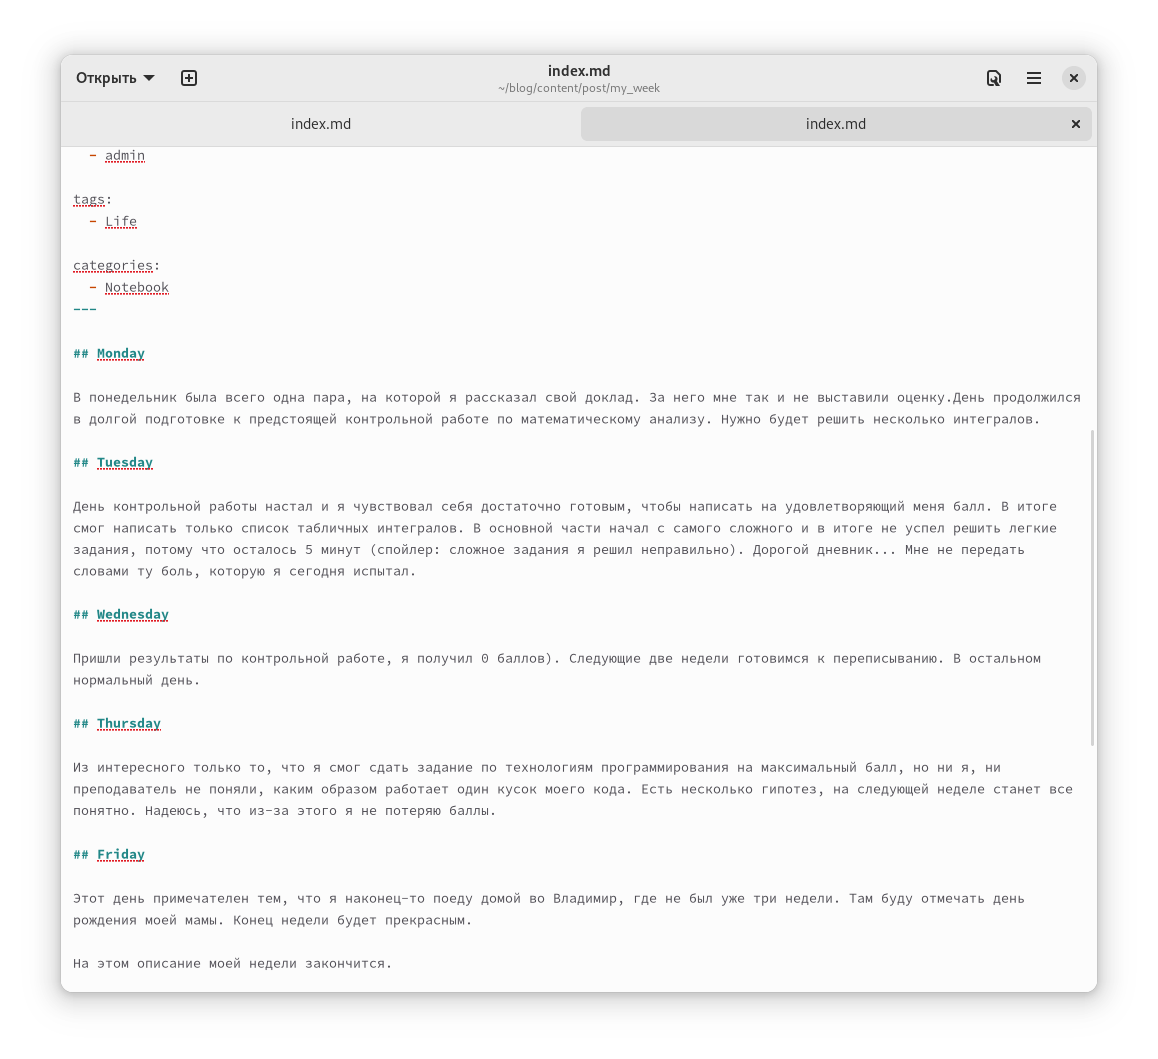 Открыть
index.md
~/blog/content/post/my_week
index.md
index.md
- admin
tags:
- Life
categories:
- Notebook
---
## Monday
В понедельник была всего одна пара, на которой я рассказал свой доклад. За него мне так и не выставили оценку.День продолжился
в долгой подготовке к предстоящей контрольной работе по математическому анализу. Нужно будет решить несколько интегралов.
## Tuesday
День контрольной работы настал и я чувствовал себя достаточно готовым, чтобы написать на удовлетворяющий меня балл. В итоге
смог написать только список табличных интегралов. В основной части начал с самого сложного и в итоге не успел решить легкие
задания, потому что осталось 5 минут (спойлер: сложное задания я решил неправильно). Дорогой дневник... Мне не передать
словами ту боль, которую я сегодня испытал.
## Wednesday
Пришли результаты по контрольной работе, я получил 0 баллов). Следующие две недели готовимся к переписыванию. В остальном
нормальный день.
## Thursday
Из интересного только то, что я смог сдать задание по технологиям программирования на максимальный балл, но ни я, ни
преподаватель не поняли, каким образом работает один кусок моего кода. Есть несколько гипотез, на следующей неделе станет все
понятно. Надеюсь, что из-за этого я не потеряю баллы.
## Friday
Этот день примечателен тем, что я наконец-то поеду домой во Владимир, где не был уже три недели. Там буду отмечать день
рождения моей мамы. Конец недели будет прекрасным.
На этом описание моей недели закончится.